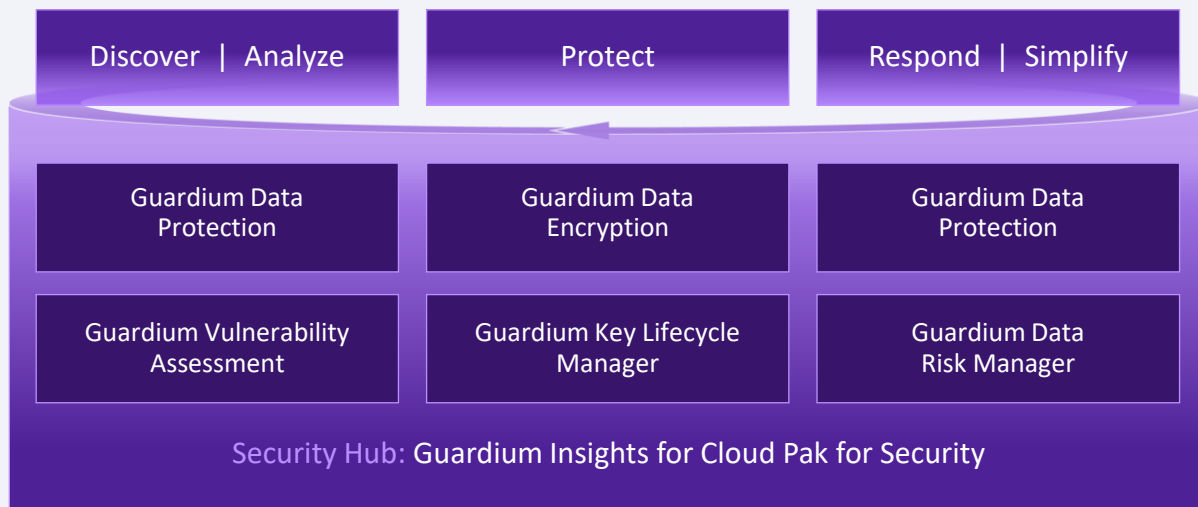 Discover | Analyze
Protect
Respond | Simplify
Guardium Data
Protection
Guardium Data
Encryption
Guardium Data
Protection
Guardium Vulnerability
Assessment
Guardium Key Lifecycle
Manager
Guardium Data
Risk Manager
Security Hub: Guardium Insights for Cloud Pak for Security